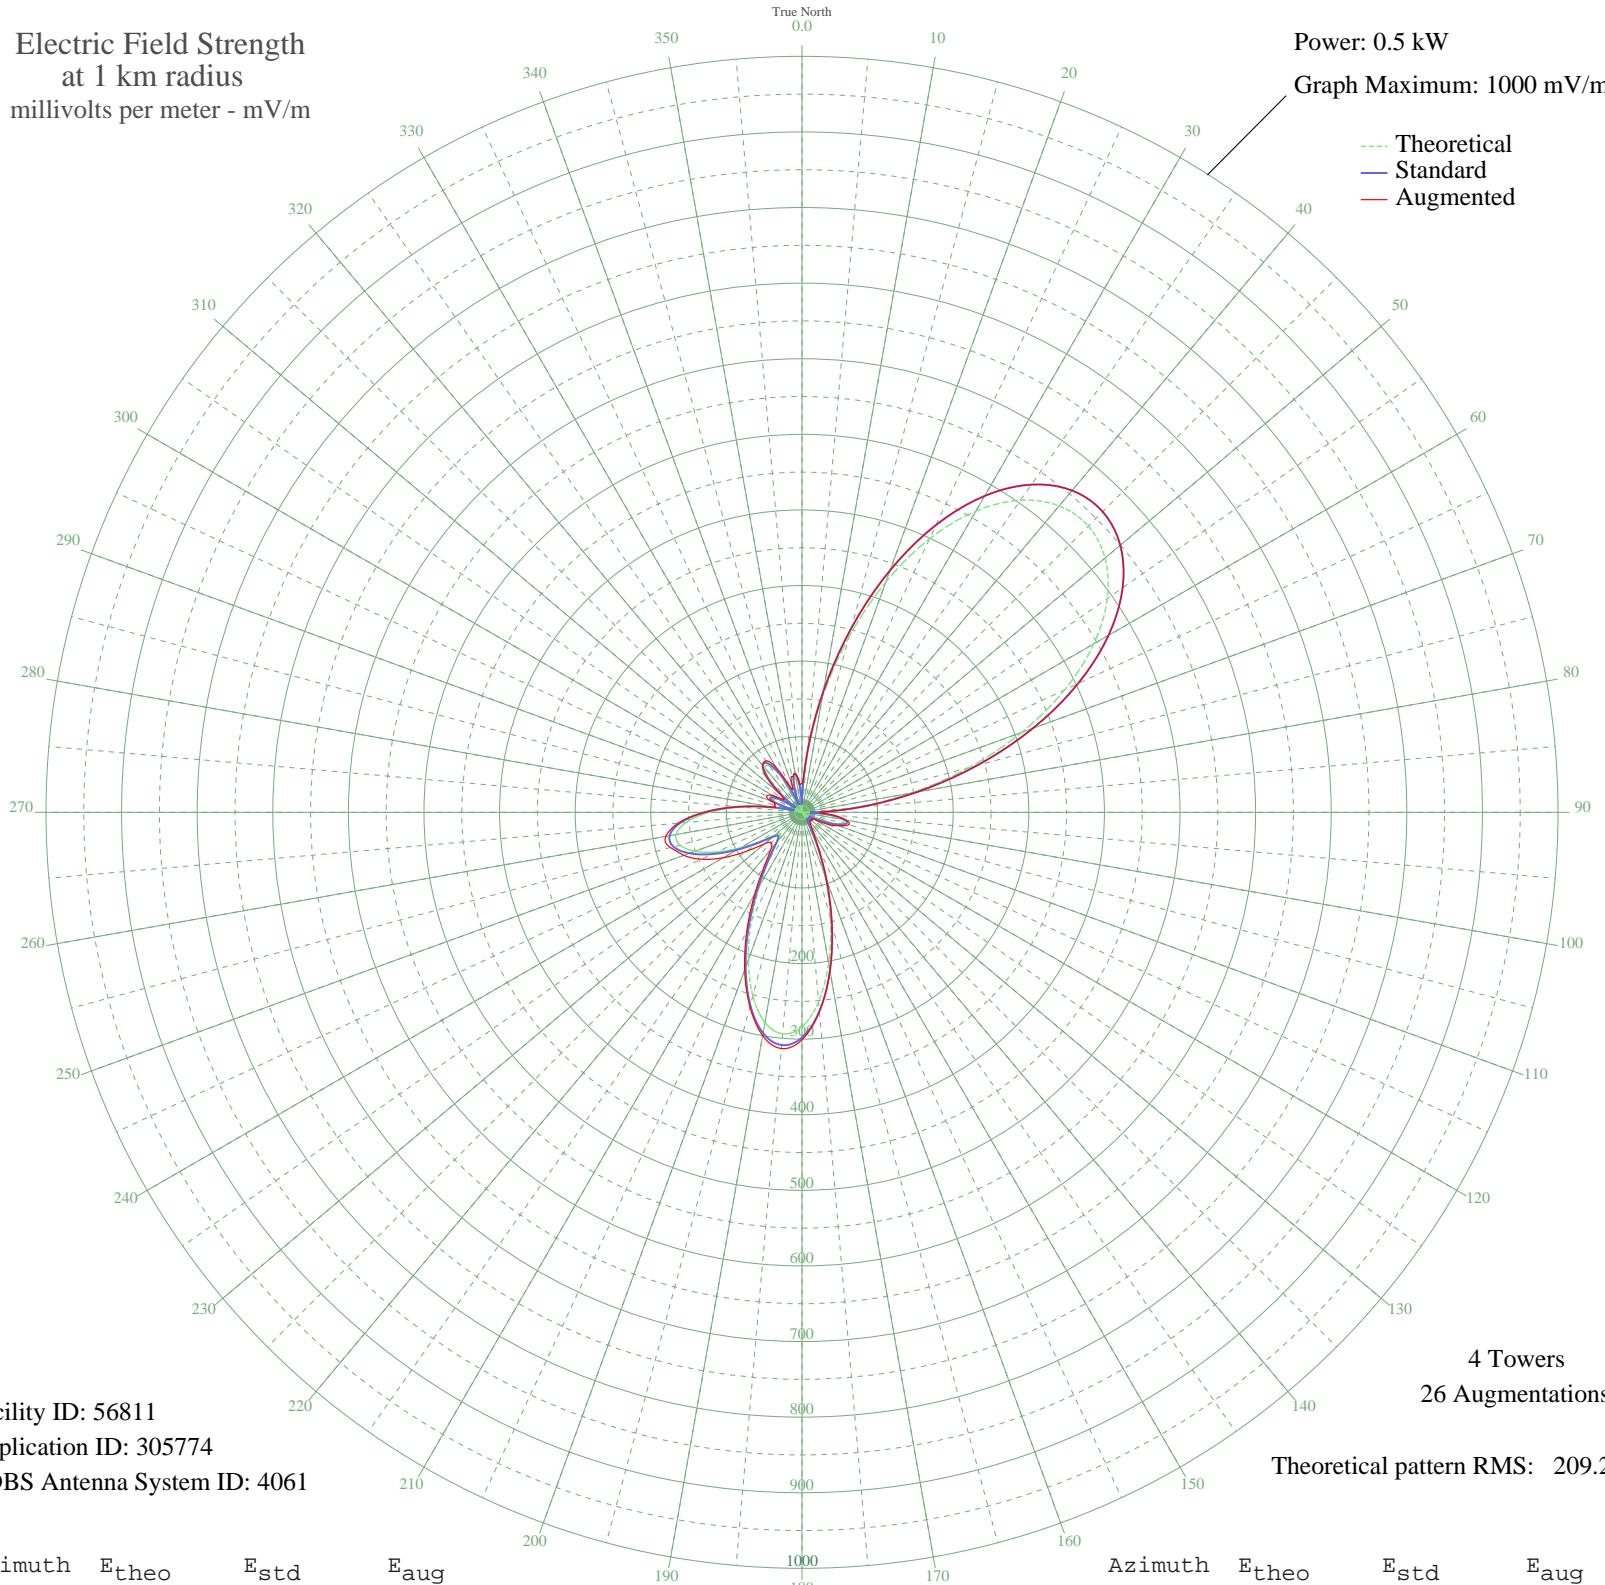 True North
Electric Field Strength
at 1 km radius
millivolts per meter - mV/m
Power: 0.5 kW
Graph Maximum: 1000 mV/m
Theoretical
Standard
Augmented
0.0
10
20
30
40
50
60
70
80
90
100
110
120
130
140
150
160
170
190
200
210
220
230
240
250
260
270
280
290
300
310
320
330
340
350
200
300
400
500
600
700
800
900
1000
4 Towers
26 Augmentations
Theoretical pattern RMS: 209.2
cility ID: 56811
plication ID: 305774
DBS Antenna System ID: 4061
imuth Etheo Estd Eaug
Azimuth Etheo Estd Eaug